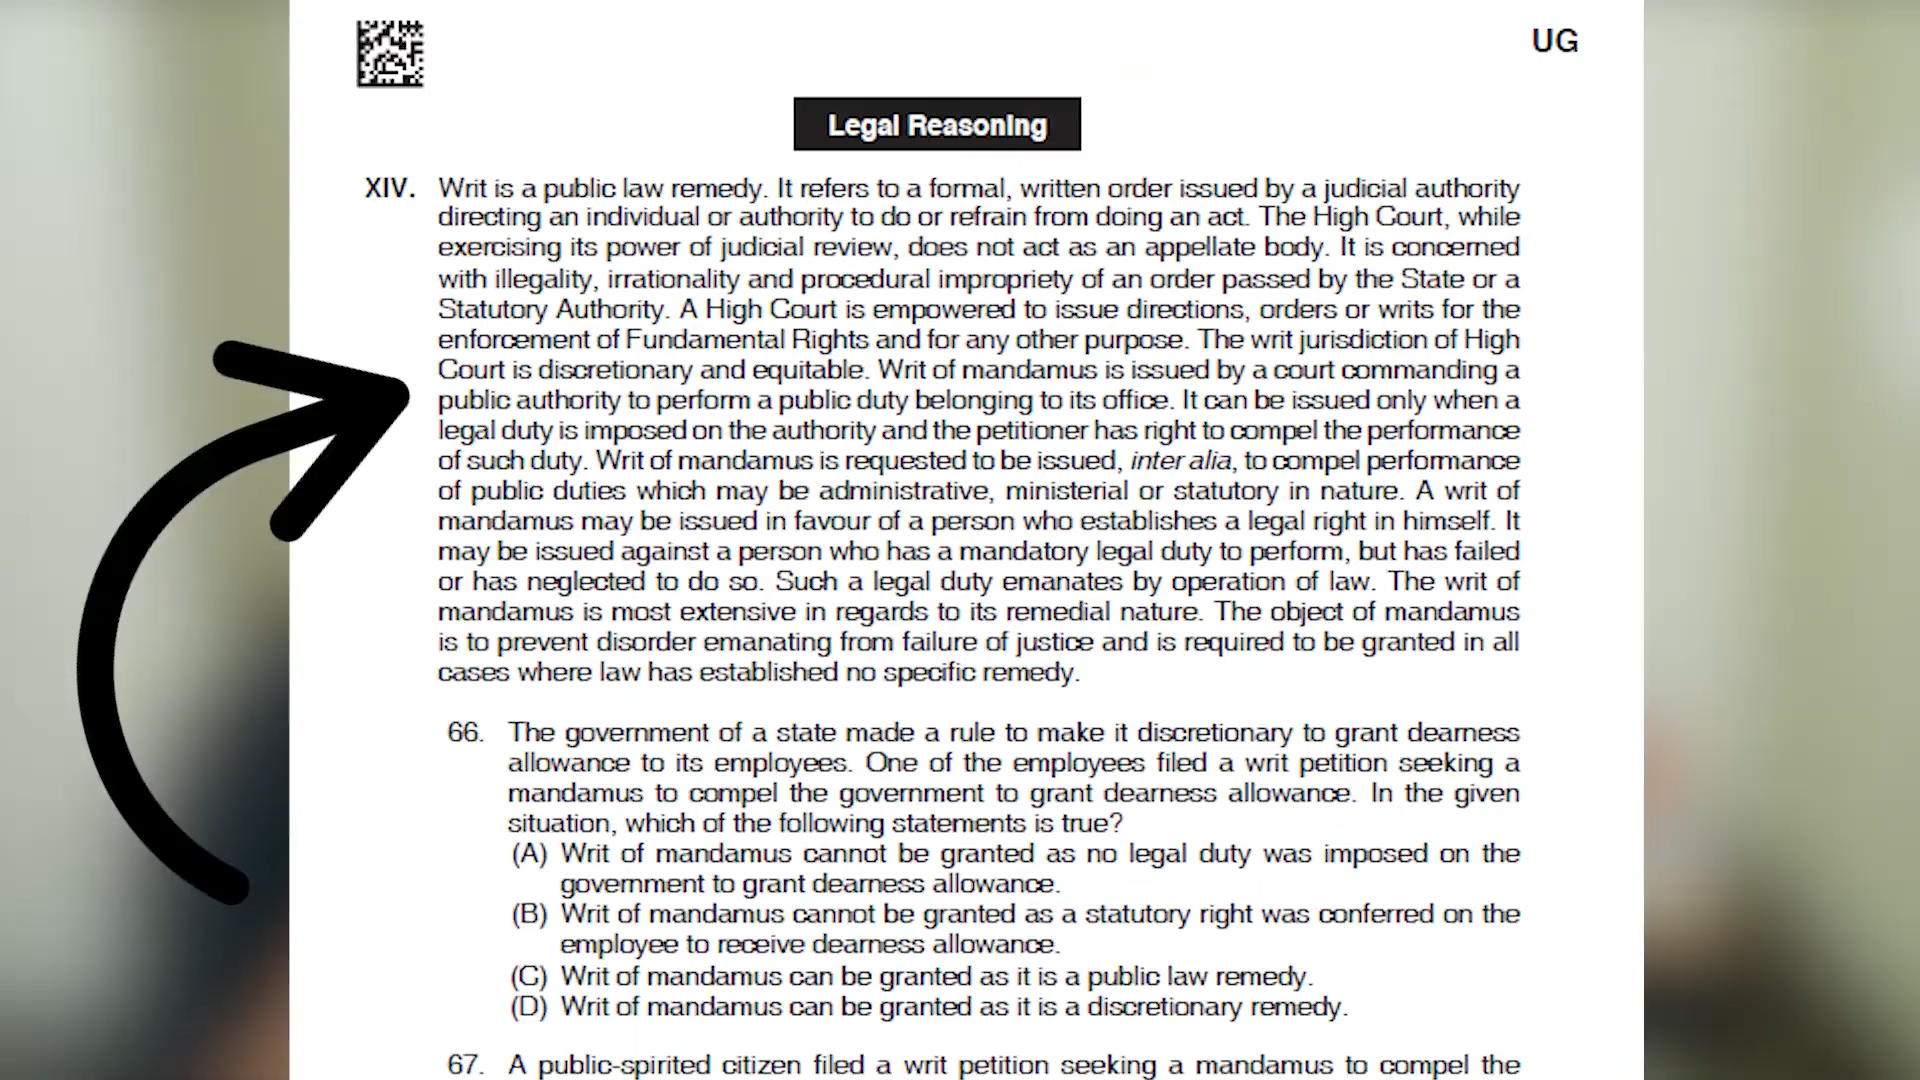 UG
Legal Reasoning
XIV. Writ is a public law remedy. It refers to a formal, written order issued by a judicial authority
directing an individual or authority to do or refrain from doing an act. The High Court, while
exercising its power of judicial review, does not act as an appellate body. It is concerned
with illegality, irrationality and procedural impropriety of an order passed by the State or a
Statutory Authority. A High Court is empowered to issue directions, orders or writs for the
enforcement of Fundamental Rights and for any other purpose. The writ jurisdiction of High
Court is discretionary and equitable. Writ of mandamus is issued by a court commanding a
public authority to perform a public duty belonging to its office. It can be issued only when a
legal duty is imposed on the authority and the petitioner has right to compel the performance
of such duty. Writ of mandamus is requested to be issued, inter alia, to compel performance
of public duties which may be administrative, ministerial or statutory in nature. A writ of
mandamus may be issued in favour of a person who establishes a legal right in himself. It
may be issued against a person who has a mandatory legal duty to perform, but has failed
or has neglected to do so. Such a legal duty emanates by operation of law. The writ of
mandamus is most extensive in regards to its remedial nature. The object of mandamus
is to prevent disorder emanating from failure of justice and is required to be granted in all
cases where law has established no specific remedy.
66. The government of a state made a rule to make it discretionary to grant dearness
allowance to its employees. One of the employees filed a writ petition seeking a
mandamus to compel the government to grant dearness allowance. In the given
situation, which of the following statements is true?
(A) Writ of mandamus cannot be granted as no legal duty was imposed on the
government to grant dearness allowance.
(B) Writ of mandamus cannot be granted as a statutory right was conferred on the
employee to receive dearness allowance.
(C) Writ of mandamus can be granted as it is a public law remedy.
(D) Writ of mandamus can be granted as it is a discretionary remedy.
67. A public-spirited citizen filed a writ petition seeking a mandamus to compel the